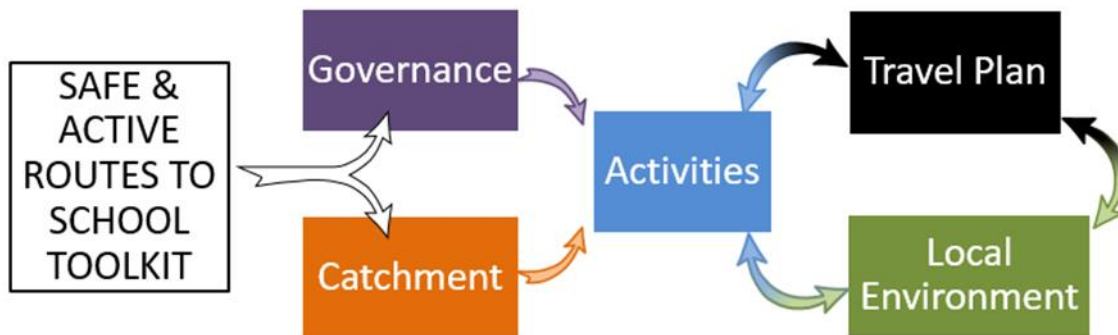 SAFE &
ACTIVE
ROUTES TO
SCHOOL
TOOLKIT
Governance
Catchment
Activities
Travel Plan
Local
Environment